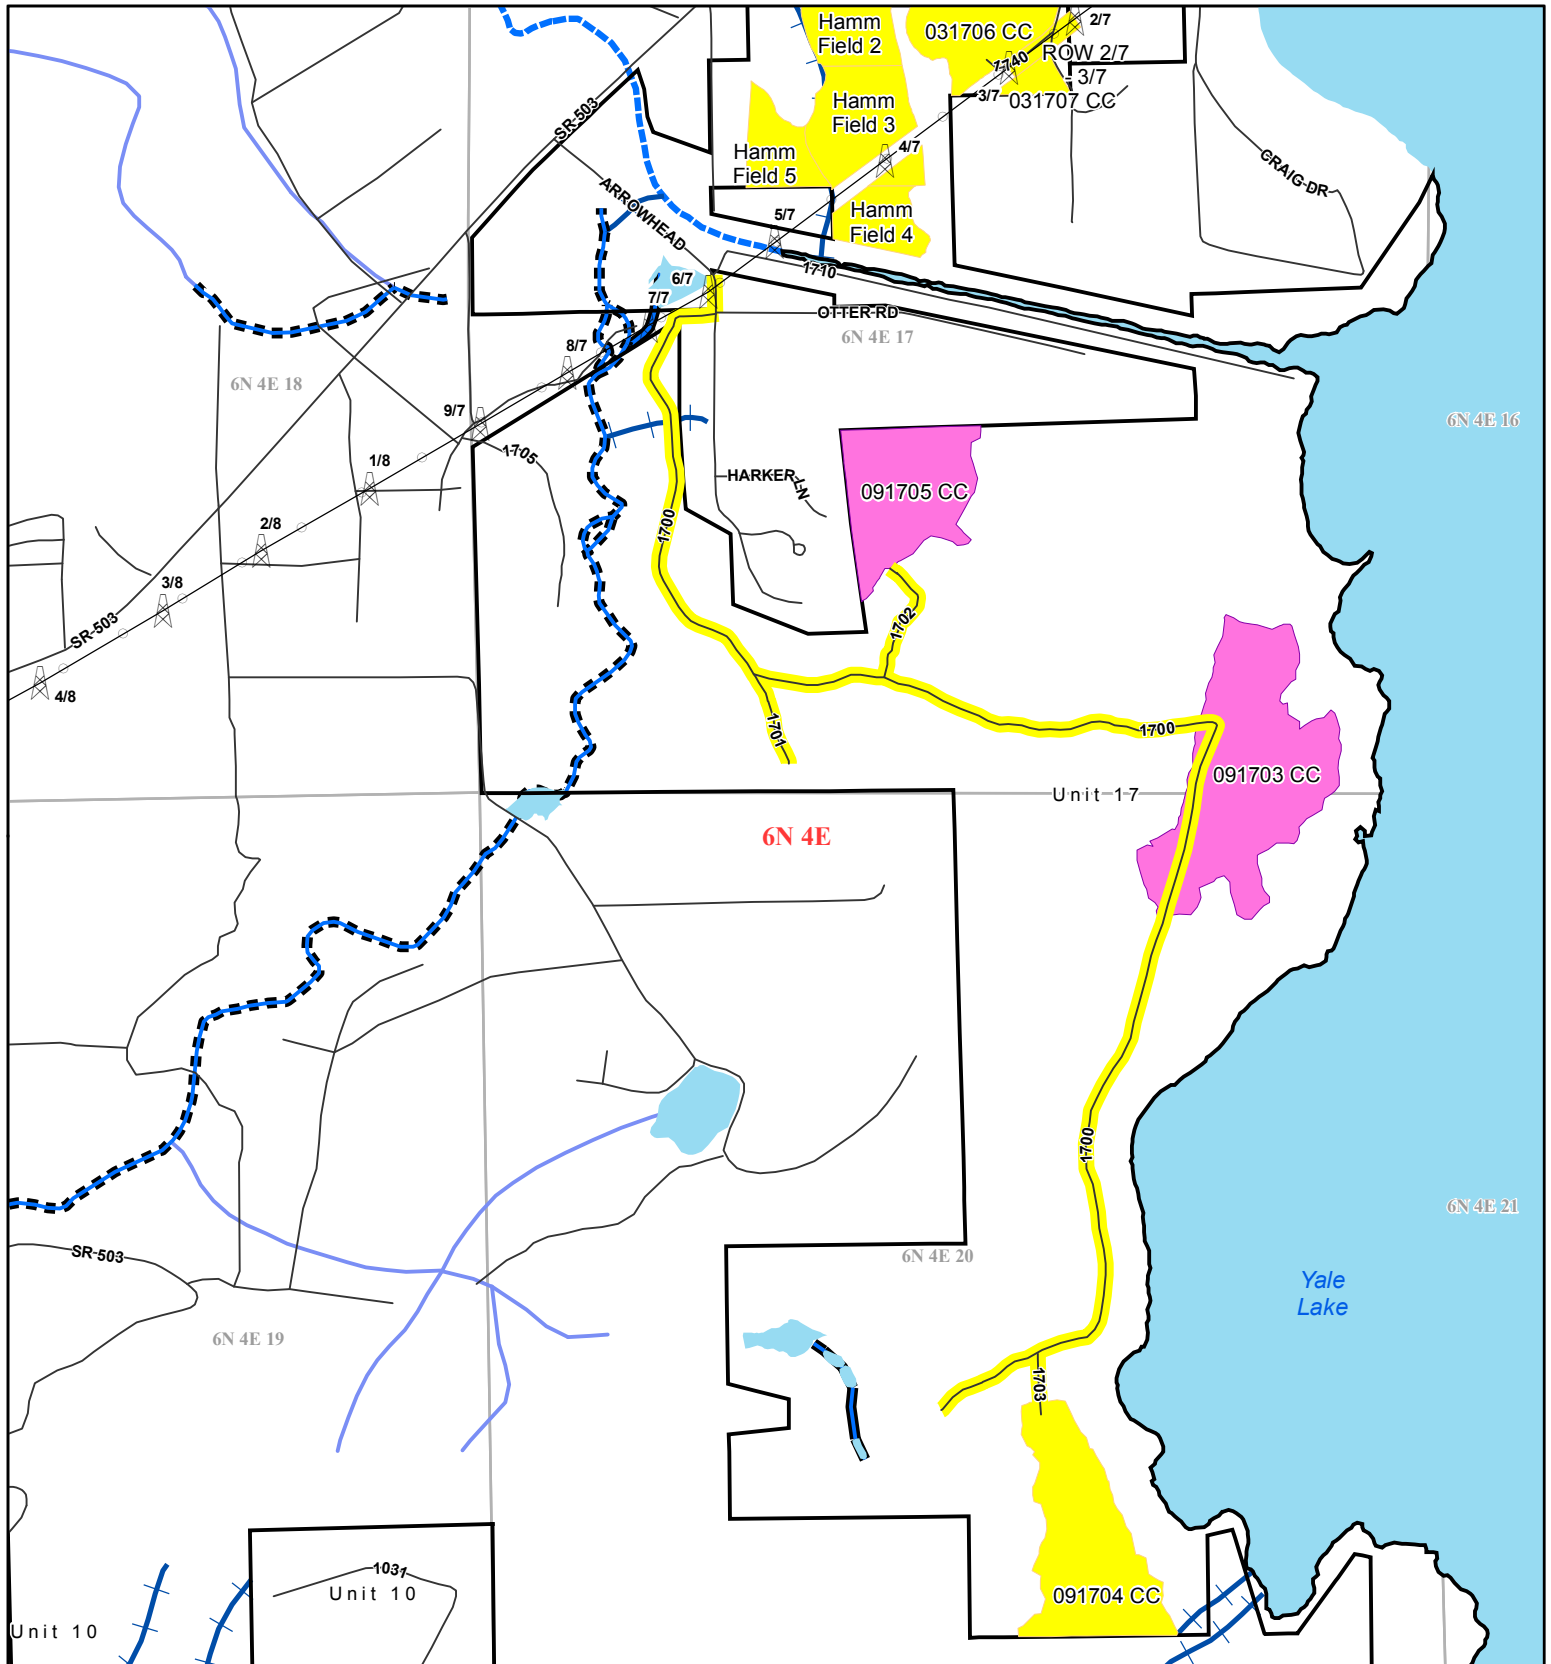 Hamm
Field 2
031706 CC
2/7
ROW 2/7
- 3/7
7740
3/7
031707 CC
Hamm
Field 3
SR-503
4/7
Hamm
Field 5
CRAIG DR
ARROWHEAD
5/7
Hamm
Field 4
1710
6/7
7/7
OTTER RD
6N 4E 17
8/7
6N 4E 18
9/7
6N 4E 16
1705
1/8
HARKER LN
091705 CC
2/8
1700
3/8
SR-503
1702
4/8
1701
1700
091703 CC
Unit 17
6N 4E
1700
6N 4E 21
SR-503
6N 4E 20
Yale
Lake
6N 4E 19
1703
1031
Unit 10
091704 CC
Unit 10